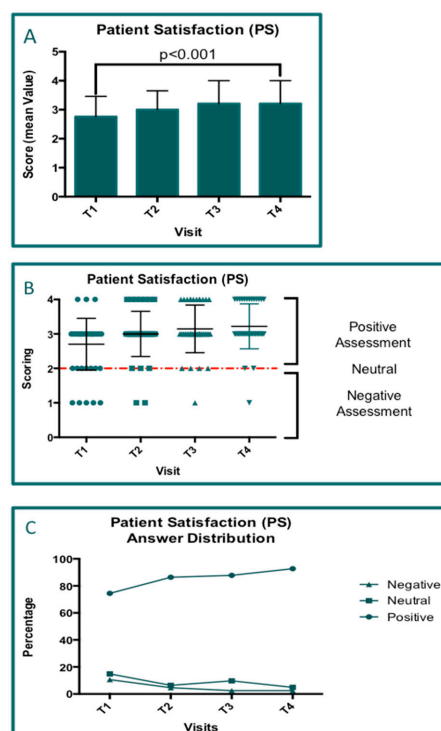 A
Patient Satisfaction (PS)
p<0.001
Score (mean Value)
5
4
3
2
1
0
T1
T2
T3
T4
Visit
B
Patient Satisfaction (PS)
Scoring
4
3
2
1
0
T1
T2
T3
T4
Visit
Positive
Assessment
Neutral
Negative
Assessment
C
Patient Satisfaction (PS)
Answer Distribution
Percentage
100
80
60
40
20
0
T1
T2
T3
T4
Visits
Negative
Neutral
Positive